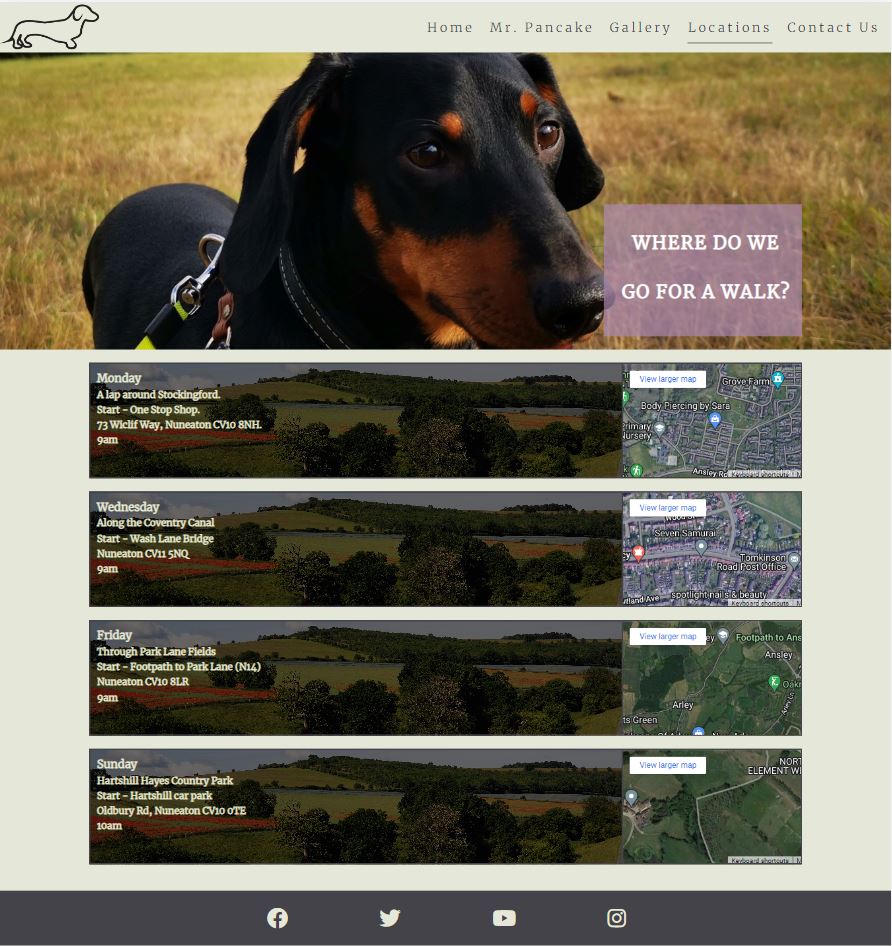 Home Mr. Pancake Gallery Locations Contact Us
WHERE DO WE
GO FOR A WALK?
Monday
A lap around Stockingford.
Start - One Stop Shop.
73 Wiclif Way, Nuneaton CV10 8NH.
9am
View larger map
Grove Farm
Body Piercing by Sara
Primary
Nursery
Ansley Rd
Keyboard shortcuts
Wednesday
Along the Coventry Canal
Start - Wash Lane Bridge
Nuneaton CV11 5NQ
9am
View larger map
Seven Samurai
Tomkinson
Road Post Office
spotlight nails & beauty
Keyboard shortcuts
Friday
Through Park Lane Fields
Start - Footpath to Park Lane (N14)
Nuneaton CV10 8LR
9am
View larger map
Footpath to Ans
Ansley
Arley
ts Green
Sunday
Hartshill Hayes Country Park
Start - Hartshill car park
Oldbury Rd, Nuneaton CV10 0TE
10am
View larger map
NORT
ELEMENT WI
Keyboard shortcuts